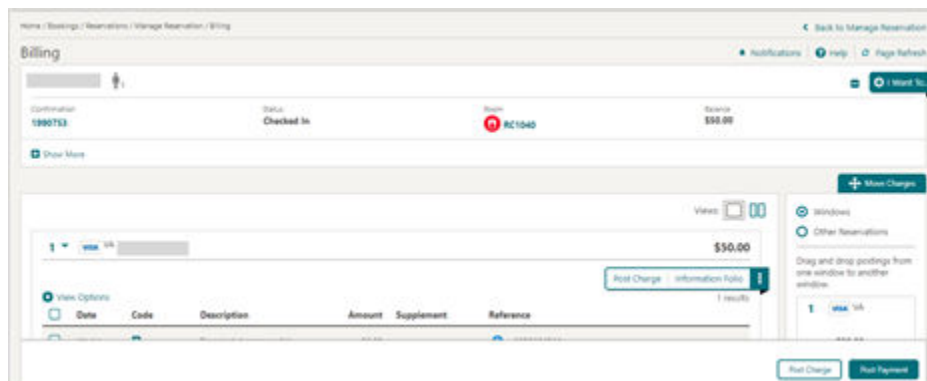 Home / Bookings / Reservations / Manage Reservation / Billing
Back to Manage Reservation
Billing
Notifications
Help
Page Refresh
I Want To
Confirmation
Status
Room
Balance
1990753
Checked In
RC1040
$50.00
Show More
Move Charges
Views
Windows
Other Reservations
1 VISA VA
$50.00
Drag and drop postings from
one window to another
window.
Post Charge
Information Folio
View Options
1 results
1 VISA VA
Date Code Description Amount Supplement Reference
Post Charge
Post Payment